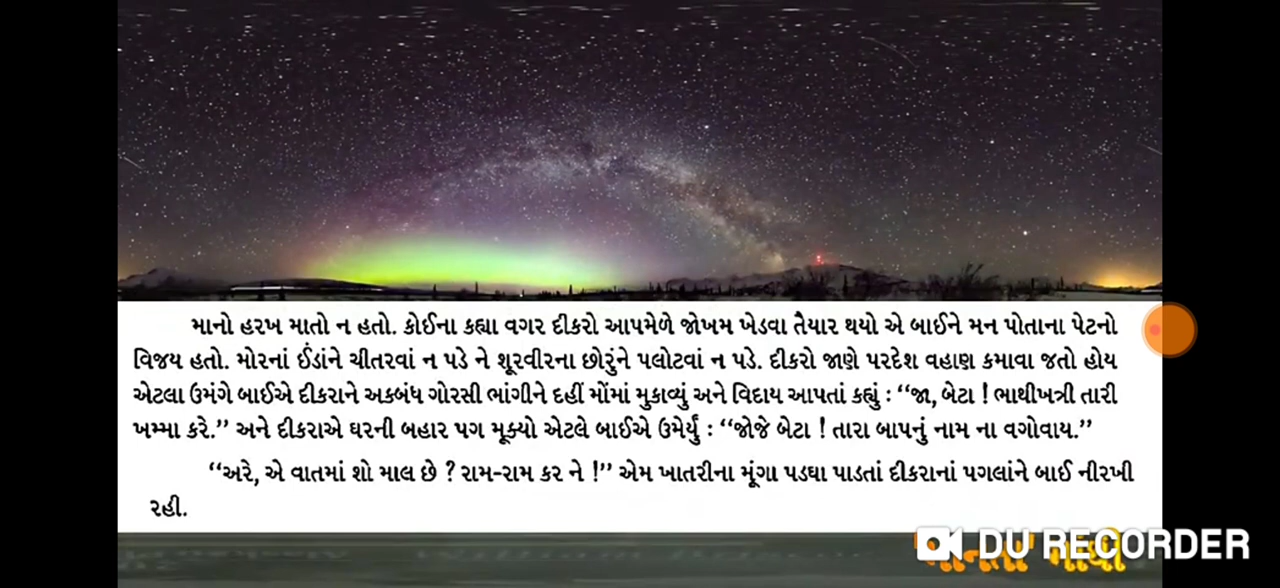 માનો હરખ માતો ન હતો. કોઈના કહ્યા વગર દીકરો આપમેળે જોખમ ખેડવા તૈયાર થયો એ બાઈને મન પોતાના પેટનો
વિજય હતો. મોરનાં ઈંડાંને ચીતરવાં ન પડે ને શૂરવીરના છોરુંને પલોટવાં ન પડે. દીકરો જાણે પરદેશ વહાણ કમાવા જતો હોય
એટલા ઉમંગે બાઈએ દીકરાને અકબંધ ગોરસી ભાંગીને દહીં મોંમાં મુકાવ્યું અને વિદાય આપતાં કહ્યું : “જા, બેટા ! ભાથીખત્રી તારી
ખમ્મા કરે.” અને દીકરાએ ઘરની બહાર પગ મૂક્યો એટલે બાઈએ ઉમેર્યું : “જોજે બેટા ! તારા બાપનું નામ ના વગોવાય.”
“અરે, એ વાતમાં શો માલ છે ? રામ-રામ કર ને !” એમ ખાતરીના મૂંગા પડઘા પાડતાં દીકરાનાં પગલાંને બાઈ નીરખી
રહી.
DU RECORDER